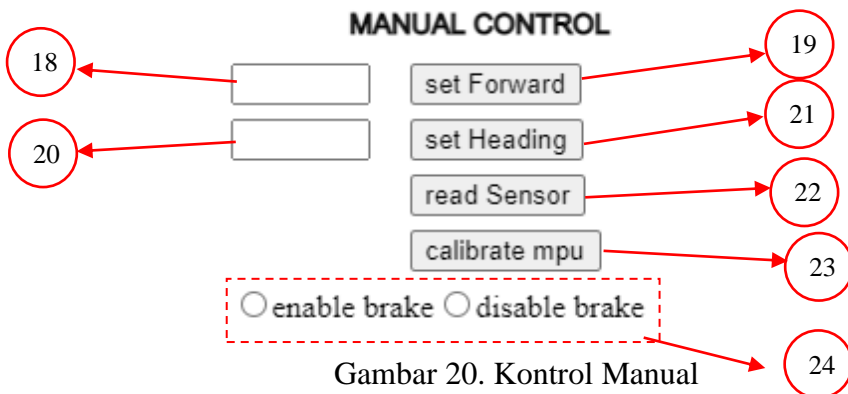 MANUAL CONTROL
18 set Forward 19
20 set Heading 21
read Sensor 22
calibrate mpu 23
enable brake disable brake
Gambar 20. Kontrol Manual 24